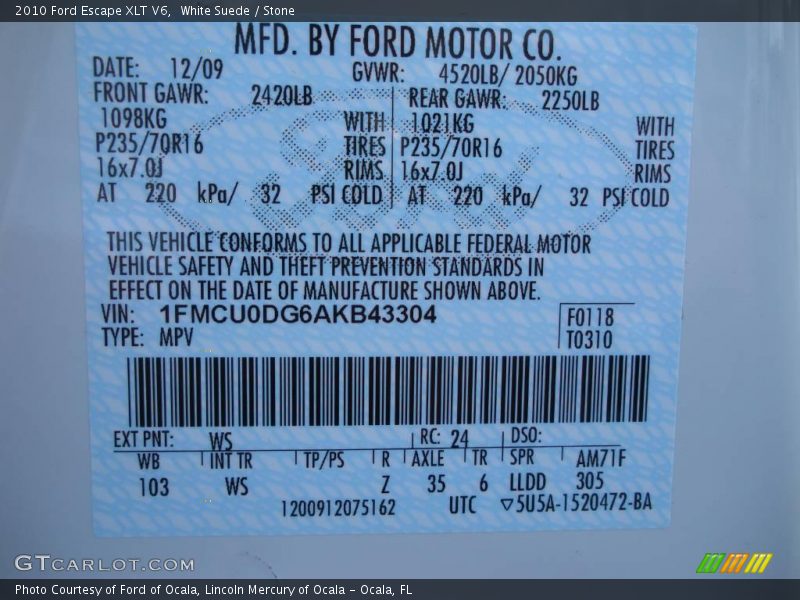 2010 Ford Escape XLT V6,  White Suede / Stone
MFD. BY FORD MOTOR CO.
DATE: 12/09 GVWR: 4520LB/ 2050KG
FRONT GAWR: 2420LB REAR GAWR: 2250LB
1098KG WITH 1021KG WITH
P235/70R16 TIRES P235/70R16 TIRES
16x7.0J RIMS 16x7.0J RIMS
AT 220 kPa/ 32 PSI COLD AT 220 kPa/ 32 PSI COLD
Ford
THIS VEHICLE CONFORMS TO ALL APPLICABLE FEDERAL MOTOR
VEHICLE SAFETY AND THEFT PREVENTION STANDARDS IN
EFFECT ON THE DATE OF MANUFACTURE SHOWN ABOVE.
VIN: 1FMCU0DG6AKB43304 F0118
TYPE: MPV T0310
EXT PNT: WS RC: 24 DSO:
WB INT TR TP/PS R AXLE TR SPR AM71F
103 WS Z 35 6 LLDD 305
1200912075162 UTC ▽5U5A-1520472-BA
GTCARLOT.COM
Photo Courtesy of Ford of Ocala, Lincoln Mercury of Ocala - Ocala, FL